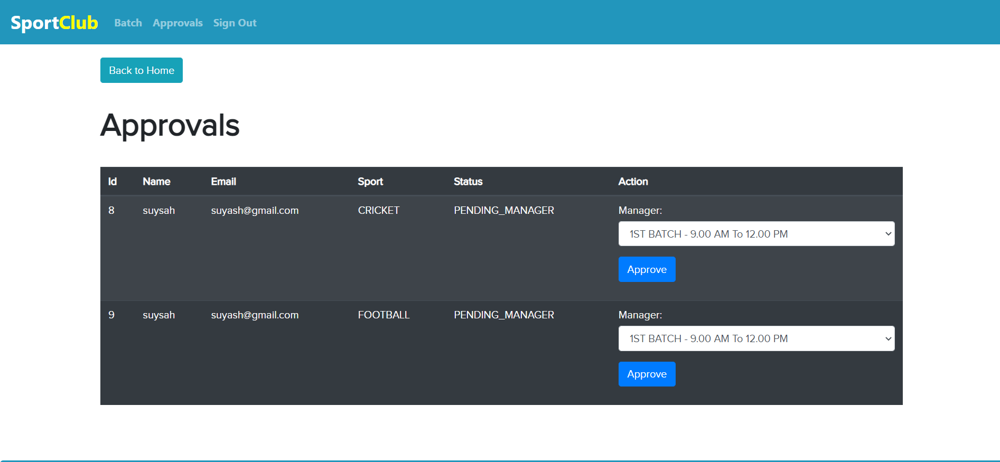 SportClub Batch Approvals Sign Out
Back to Home
Approvals
Id Name Email Sport Status Action
8 suysah suyash@gmail.com CRICKET PENDING_MANAGER Manager:
1ST BATCH - 9.00 AM To 12.00 PM
Approve
9 suysah suyash@gmail.com FOOTBALL PENDING_MANAGER Manager:
1ST BATCH - 9.00 AM To 12.00 PM
Approve